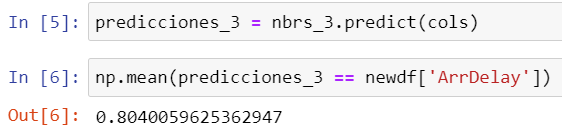 In [5]: predicciones_3 = nbrs_3.predict(cols)
In [6]: np.mean(predicciones_3 == newdf['ArrDelay'])
Out[6]: 0.8040059625362947